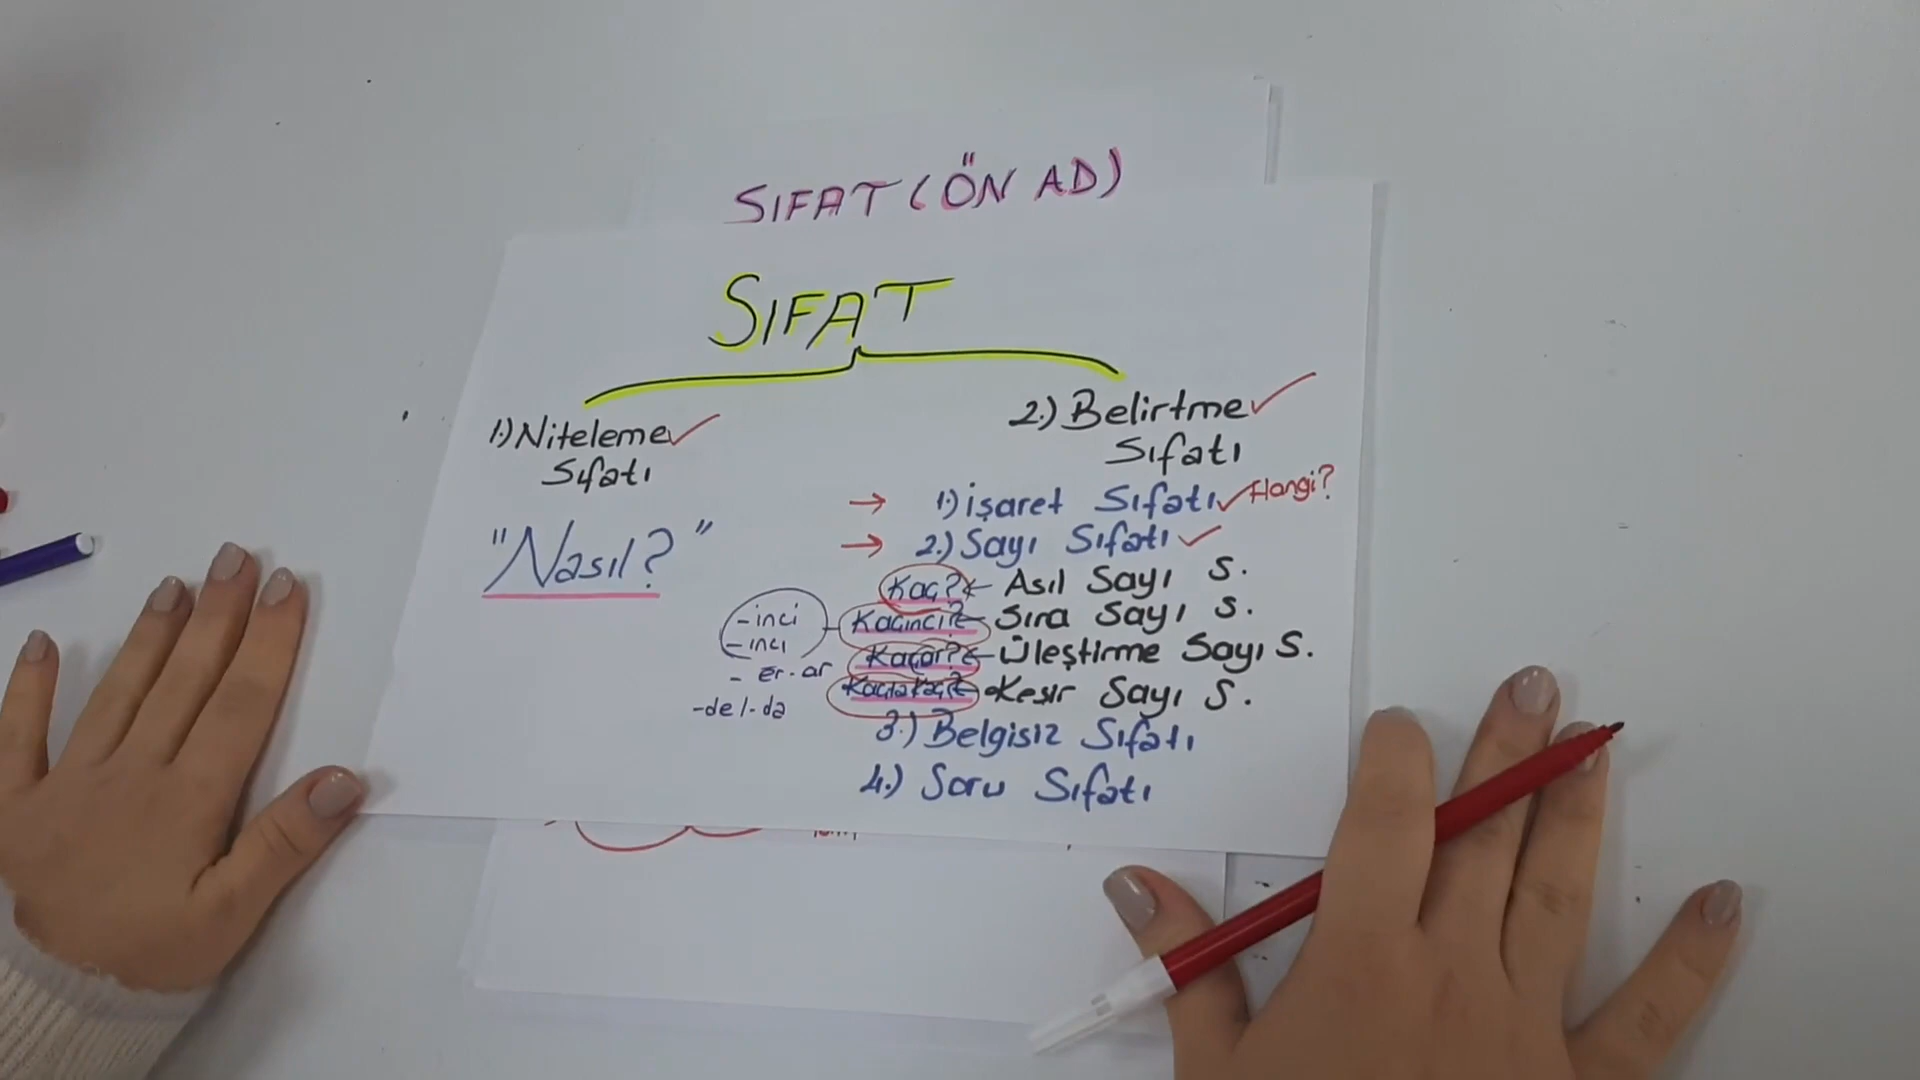 SIFAT (ÖN AD)
SIFAT
1.) Niteleme
Sıfatı
"Nasıl?"
2.) Belirtme
Sıfatı
→ 1.) işaret Sıfatı Hangi?
→ 2.) Sayı Sıfatı
Kaç? ← Asıl Sayı S.
-inci
-ıncı
Kaçıncı? ← Sıra Sayı S.
- er - ar
Kaçar? ← Üleştirme Sayı S.
-de / -da
Kaçta kaç? ← Kesir Sayı S.
3.) Belgisiz Sıfatı
4.) Soru Sıfatı